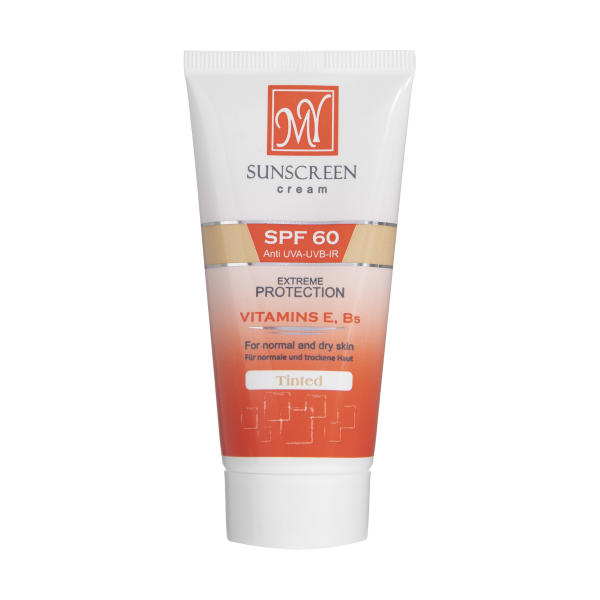 MY
SUNSCREEN
cream
SPF 60
Anti UVA-UVB-IR
EXTREME
PROTECTION
VITAMINS E, B5
For normal and dry skin
Für normale und trockene Haut
Tinted